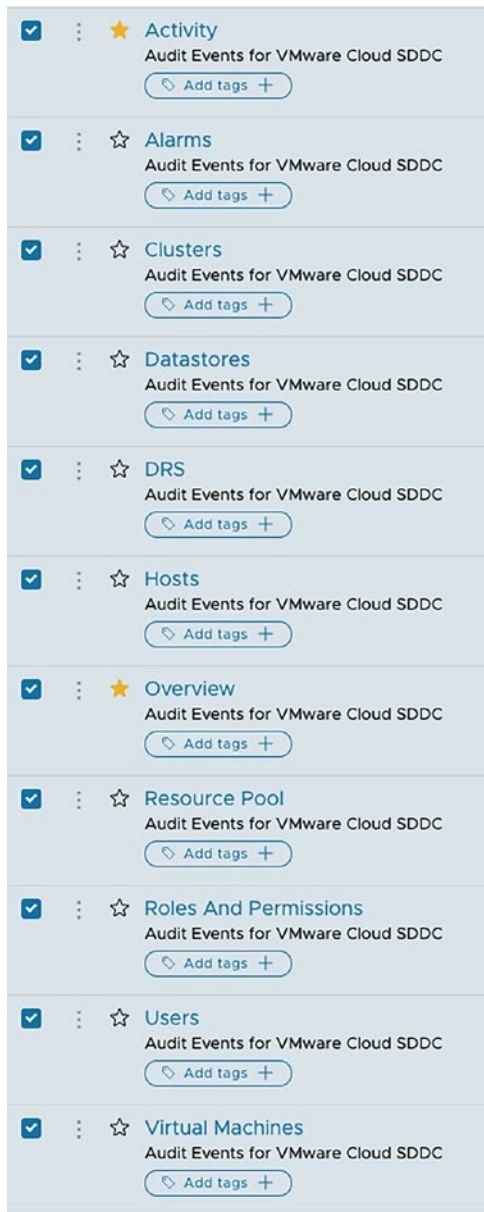 Activity
Audit Events for VMware Cloud SDDC
Add tags +
Alarms
Audit Events for VMware Cloud SDDC
Add tags +
Clusters
Audit Events for VMware Cloud SDDC
Add tags +
Datastores
Audit Events for VMware Cloud SDDC
Add tags +
DRS
Audit Events for VMware Cloud SDDC
Add tags +
Hosts
Audit Events for VMware Cloud SDDC
Add tags +
Overview
Audit Events for VMware Cloud SDDC
Add tags +
Resource Pool
Audit Events for VMware Cloud SDDC
Add tags +
Roles And Permissions
Audit Events for VMware Cloud SDDC
Add tags +
Users
Audit Events for VMware Cloud SDDC
Add tags +
Virtual Machines
Audit Events for VMware Cloud SDDC
Add tags +